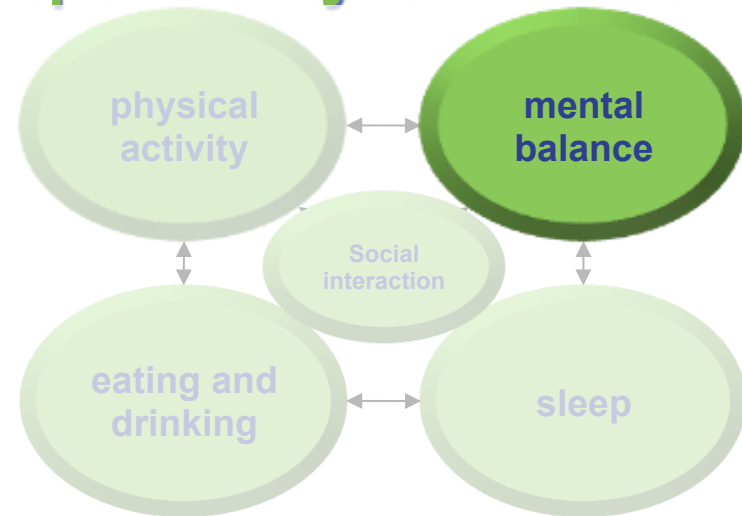 physical
activity
mental
balance
Social
interaction
eating and
drinking
sleep